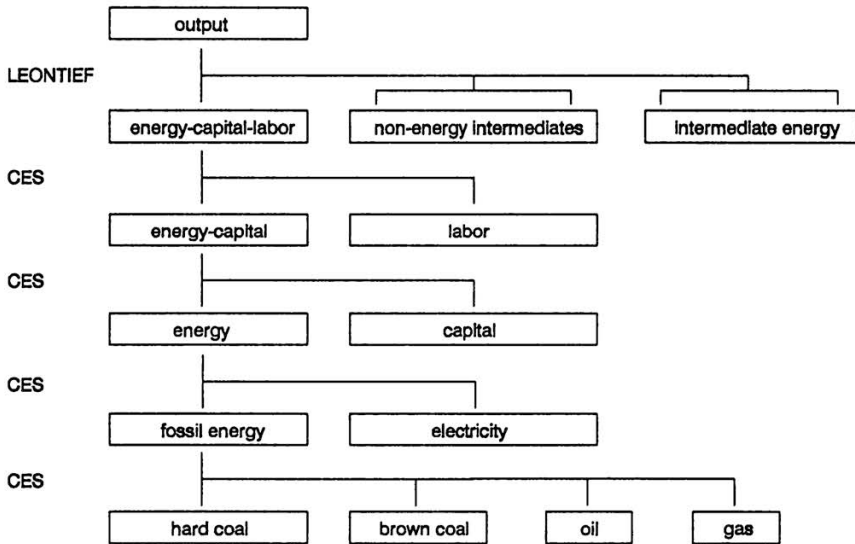 output
LEONTIEF
energy-capital-labor non-energy intermediates intermediate energy
CES
energy-capital labor
CES
energy capital
CES
fossil energy electricity
CES
hard coal brown coal oil gas